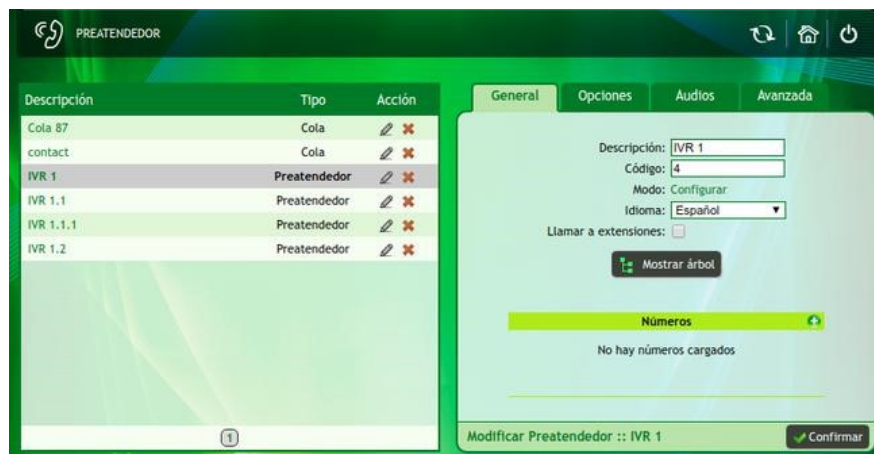 PREATENDEDOR
Descripción Tipo Acción
Cola 87 Cola
contact Cola
IVR 1 Preatendedor
IVR 1.1 Preatendedor
IVR 1.1.1 Preatendedor
IVR 1.2 Preatendedor
1
General Opciones Audios Avanzada
Descripción: IVR 1
Código: 4
Modo: Configurar
Idioma: Español
Llamar a extensiones:
Mostrar árbol
Números
No hay números cargados
Modificar Preatendedor :: IVR 1 Confirmar